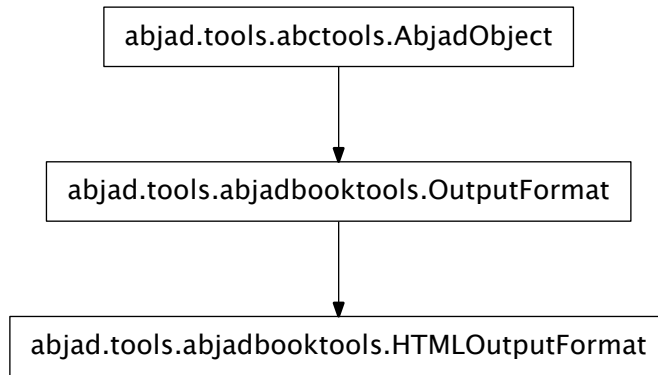 abjad.tools.abctools.AbjadObject
abjad.tools.abjadbooktools.OutputFormat
abjad.tools.abjadbooktools.HTMLOutputFormat